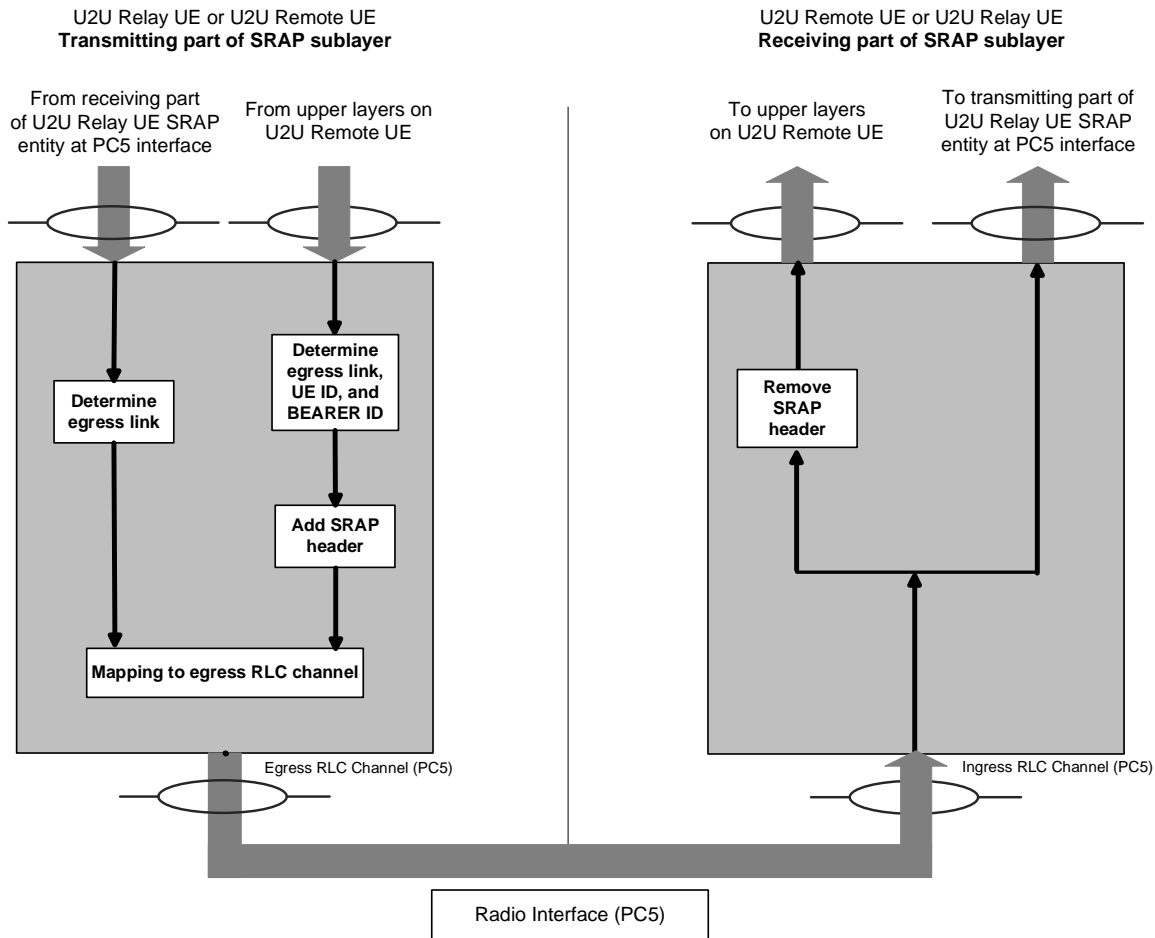 U2U Relay UE or U2U Remote UE
Transmitting part of SRAP sublayer
From receiving part
of U2U Relay UE SRAP
entity at PC5 interface
From upper layers on
U2U Remote UE
Determine
egress link
Determine
egress link,
UE ID, and
BEARER ID
Add SRAP
header
Mapping to egress RLC channel
Egress RLC Channel (PC5)
U2U Remote UE or U2U Relay UE
Receiving part of SRAP sublayer
To upper layers
on U2U Remote UE
To transmitting part of
U2U Relay UE SRAP
entity at PC5 interface
Remove
SRAP
header
Ingress RLC Channel (PC5)
Radio Interface (PC5)